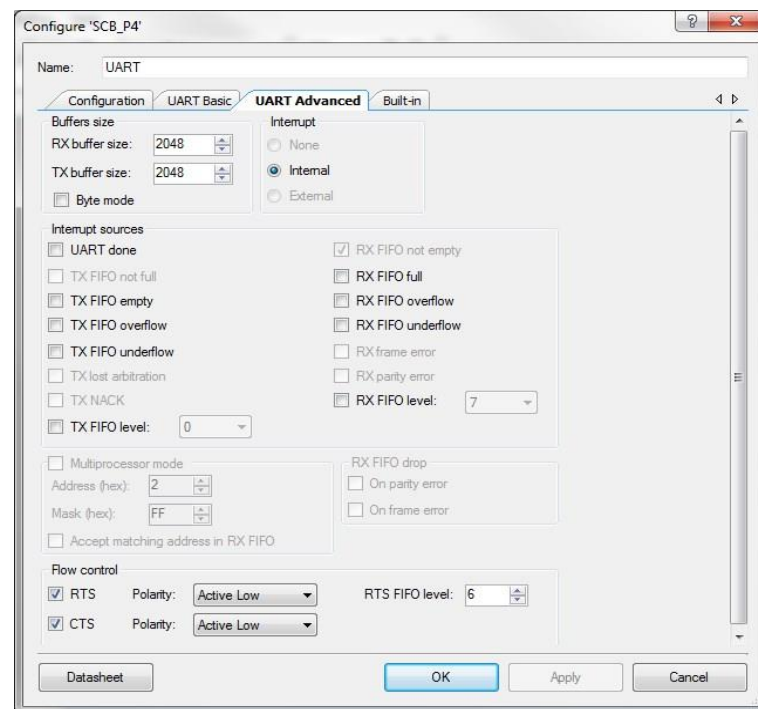 Configure 'SCB_P4'
Name: UART
Configuration UART Basic UART Advanced Built-in
Buffers size
RX buffer size: 2048
TX buffer size: 2048
Byte mode
Interrupt
None
Internal
External
Interrupt sources
UART done
TX FIFO not full
TX FIFO empty
TX FIFO overflow
TX FIFO underflow
TX lost arbitration
TX NACK
TX FIFO level: 0
RX FIFO not empty
RX FIFO full
RX FIFO overflow
RX FIFO underflow
RX frame error
RX parity error
RX FIFO level: 7
Multiprocessor mode
Address (hex): 2
Mask (hex): FF
Accept matching address in RX FIFO
RX FIFO drop
On parity error
On frame error
Flow control
RTS Polarity: Active Low RTS FIFO level: 6
CTS Polarity: Active Low
Datasheet OK Apply Cancel